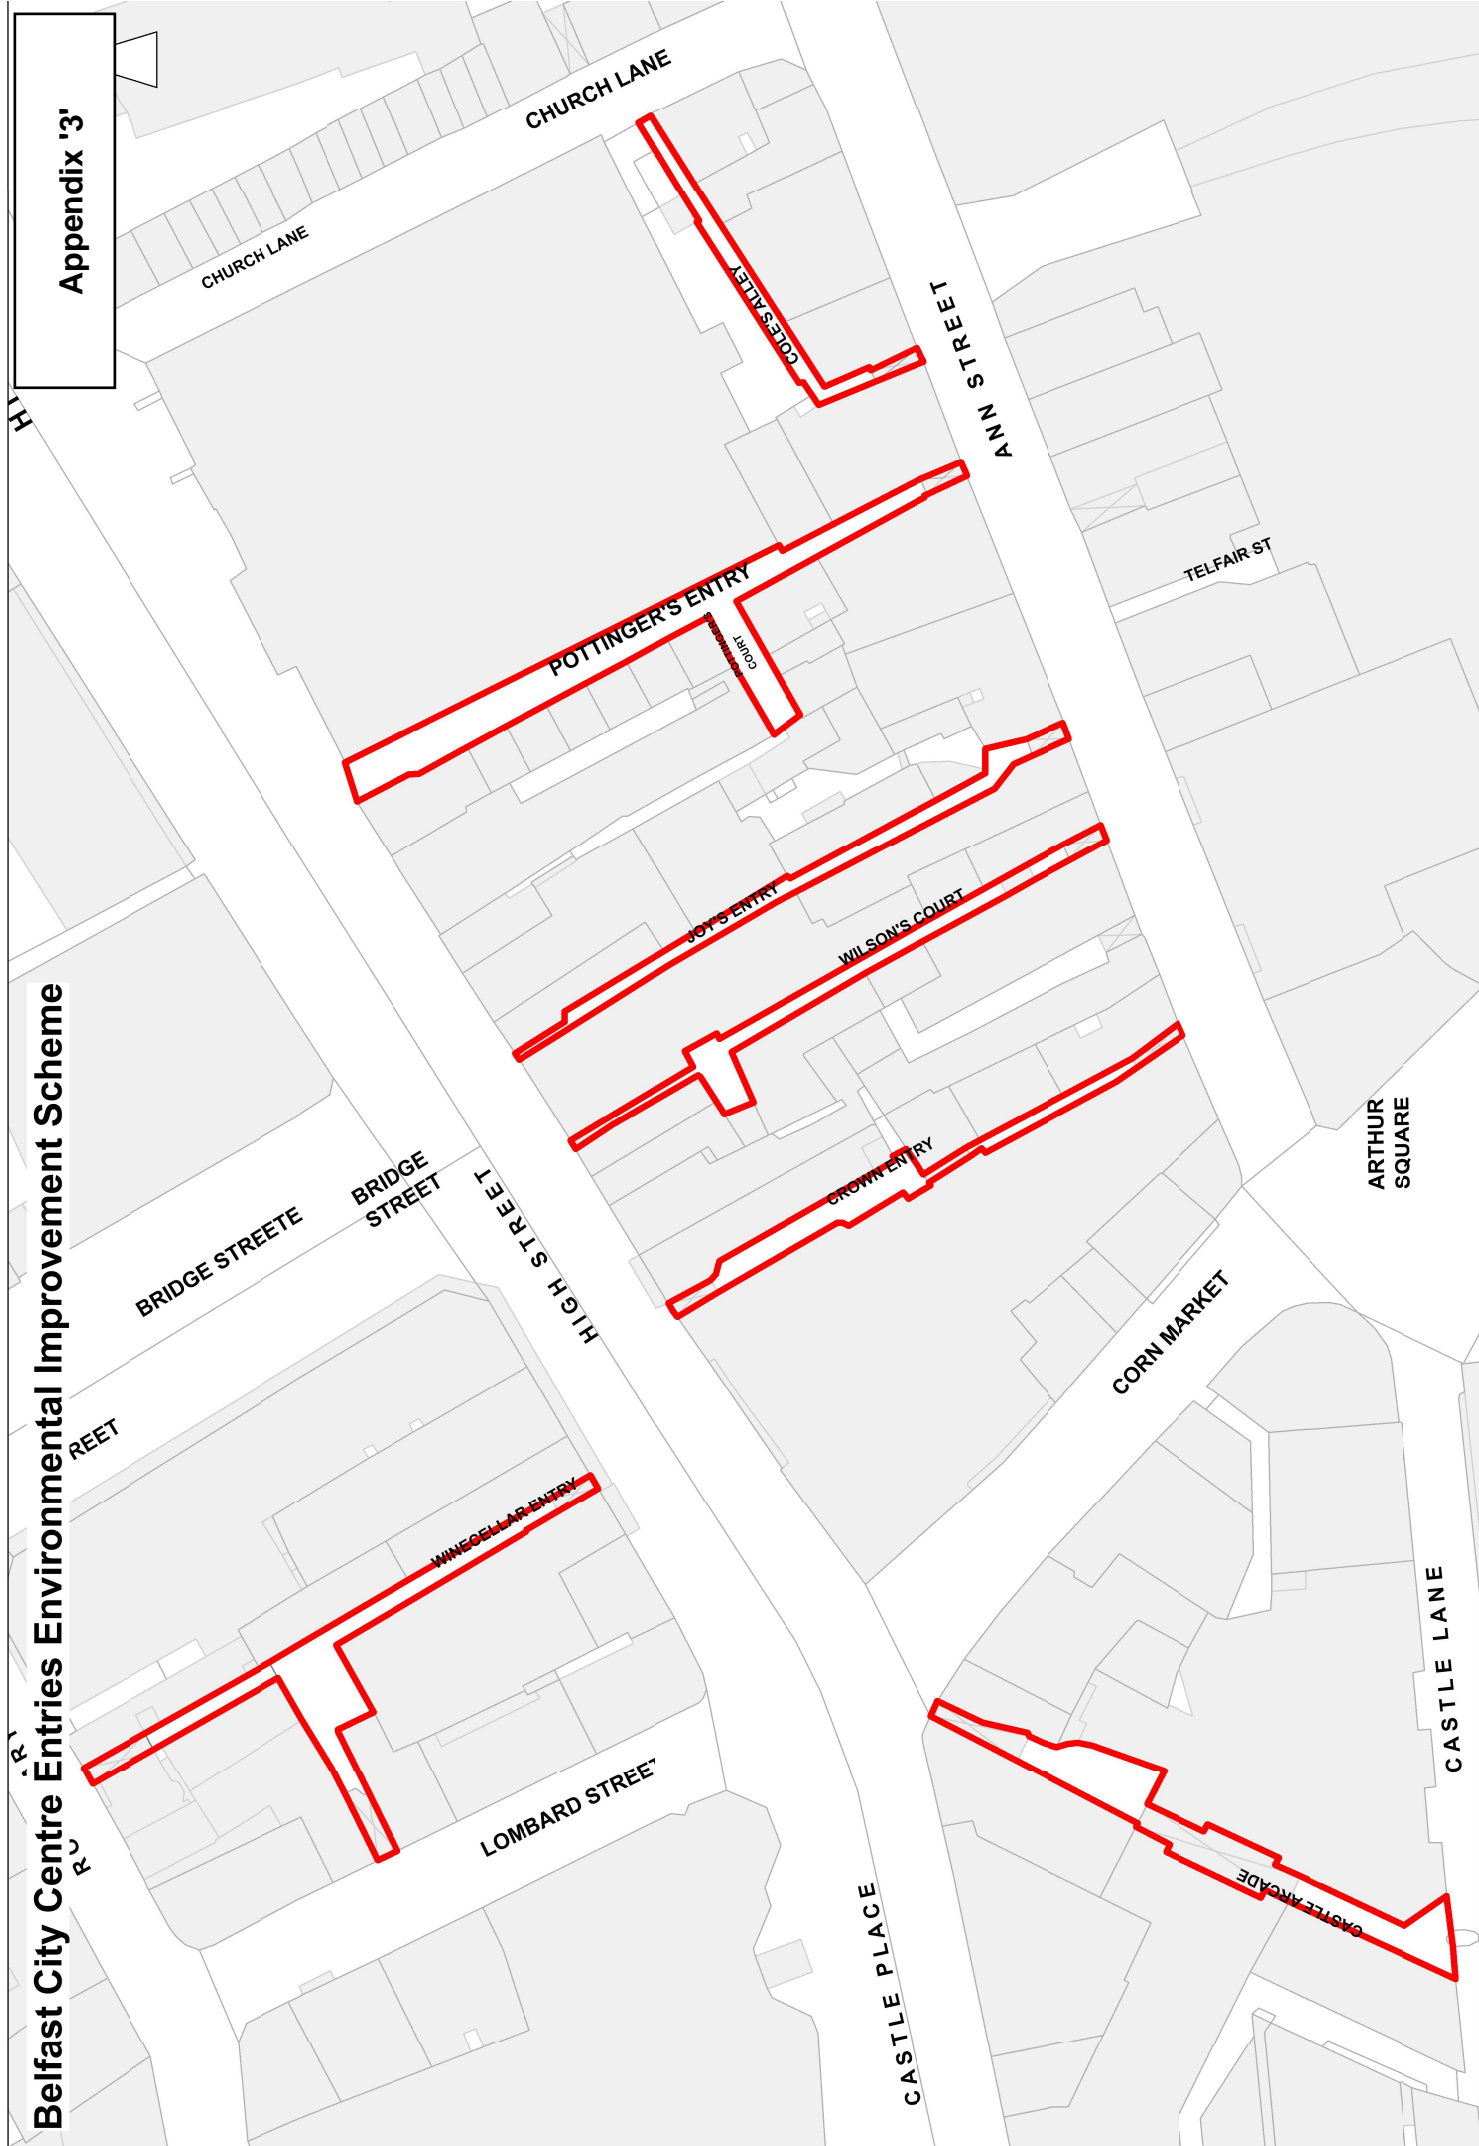 Appendix '3'
Belfast City Centre Entries Environmental Improvement Scheme
CHURCH LANE
CHURCH LANE
COLE'S ALLEY
ANN STREET
POTTINGER'S ENTRY
POTTINGER'S
COURT
TELFAIR ST
JOY'S ENTRY
WILSON'S COURT
CROWN ENTRY
ARTHUR
SQUARE
BRIDGE
STREET
BRIDGE STREETE
HIGH STREET
REET
CORN MARKET
WINECELLAR ENTRY
LOMBARD STREET
CASTLE PLACE
CASTLE ARCADE
CASTLE LANE